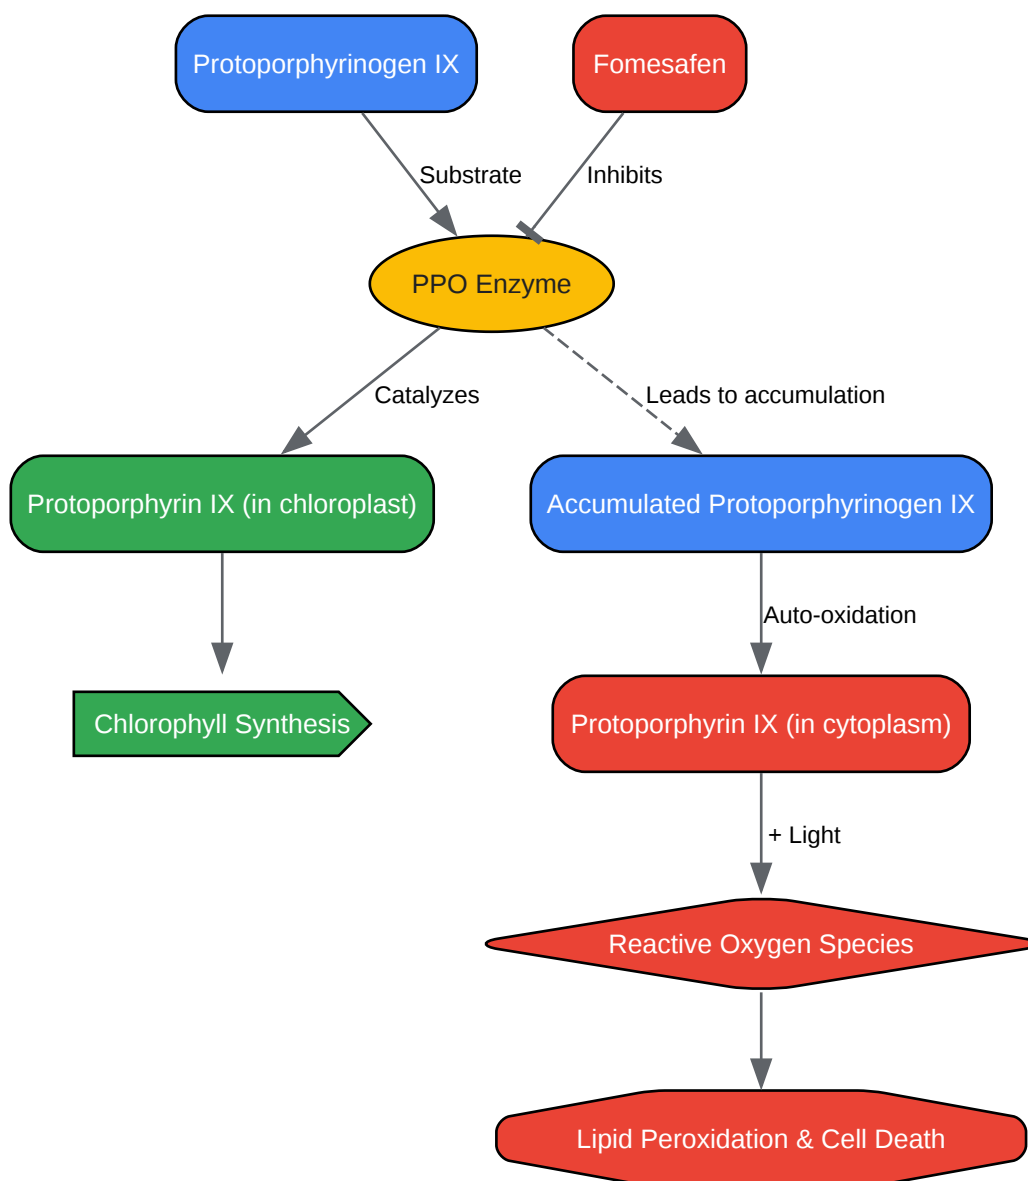 Protoporphyrinogen IX
Fomesafen
Substrate
Inhibits
PPO Enzyme
Catalyzes
Leads to accumulation
Protoporphyrin IX (in chloroplast)
Accumulated Protoporphyrinogen IX
Auto-oxidation
Chlorophyll Synthesis
Protoporphyrin IX (in cytoplasm)
+ Light
Reactive Oxygen Species
Lipid Peroxidation & Cell Death